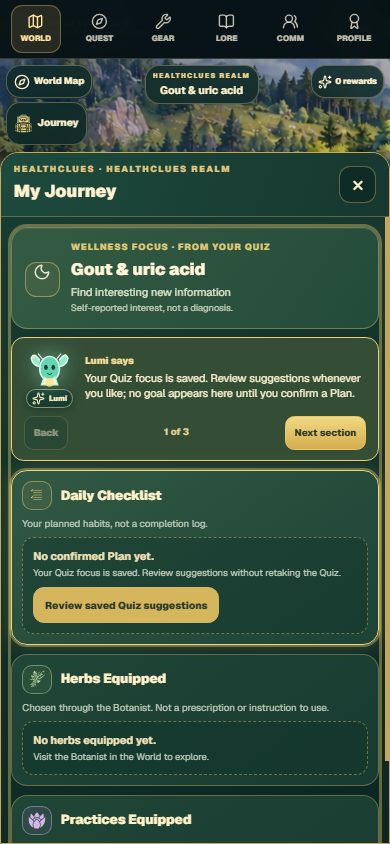 WORLD
QUEST
GEAR
LORE
COMM
PROFILE
World Map
HEALTHCLUES REALM
Gout & uric acid
0 rewards
Journey
HEALTHCLUES · HEALTHCLUES REALM
My Journey
WELLNESS FOCUS · FROM YOUR QUIZ
Gout & uric acid
Find interesting new information
Self-reported interest, not a diagnosis.
Lumi says
Your Quiz focus is saved. Review suggestions whenever
you like; no goal appears here until you confirm a Plan.
Lumi
Back
1 of 3
Next section
Daily Checklist
Your planned habits, not a completion log.
No confirmed Plan yet.
Your Quiz focus is saved. Review suggestions without retaking the Quiz.
Review saved Quiz suggestions
Herbs Equipped
Chosen through the Botanist. Not a prescription or instruction to use.
No herbs equipped yet.
Visit the Botanist in the World to explore.
Practices Equipped